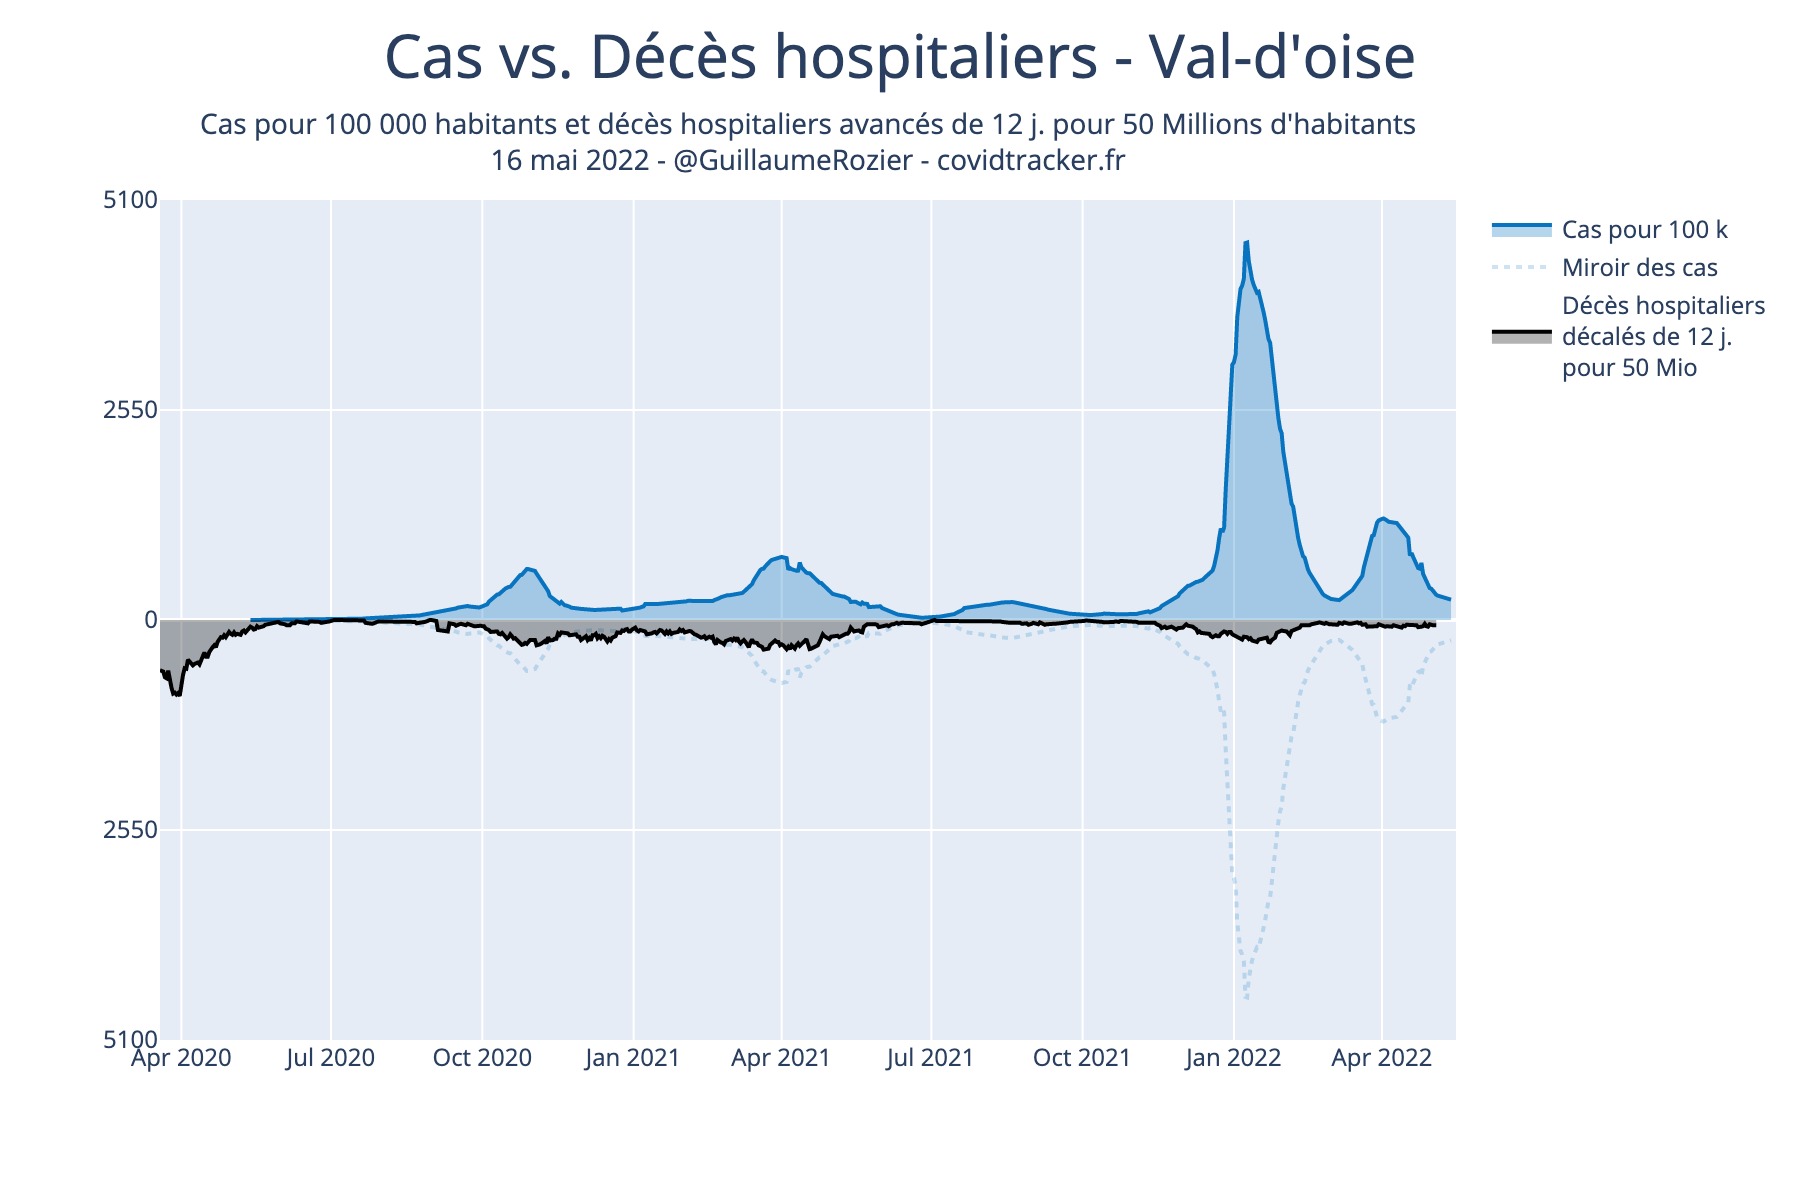 Cas vs. Décès hospitaliers - Val-d'oise
Cas pour 100 000 habitants et décès hospitaliers avancés de 12 j. pour 50 Millions d'habitants
16 mai 2022 - @GuillaumeRozier - covidtracker.fr
5100
2550
0
2550
5100
Apr 2020
Jul 2020
Oct 2020
Jan 2021
Apr 2021
Jul 2021
Oct 2021
Jan 2022
Apr 2022
Cas pour 100 k
Miroir des cas
Décès hospitaliers
décalés de 12 j.
pour 50 Mio